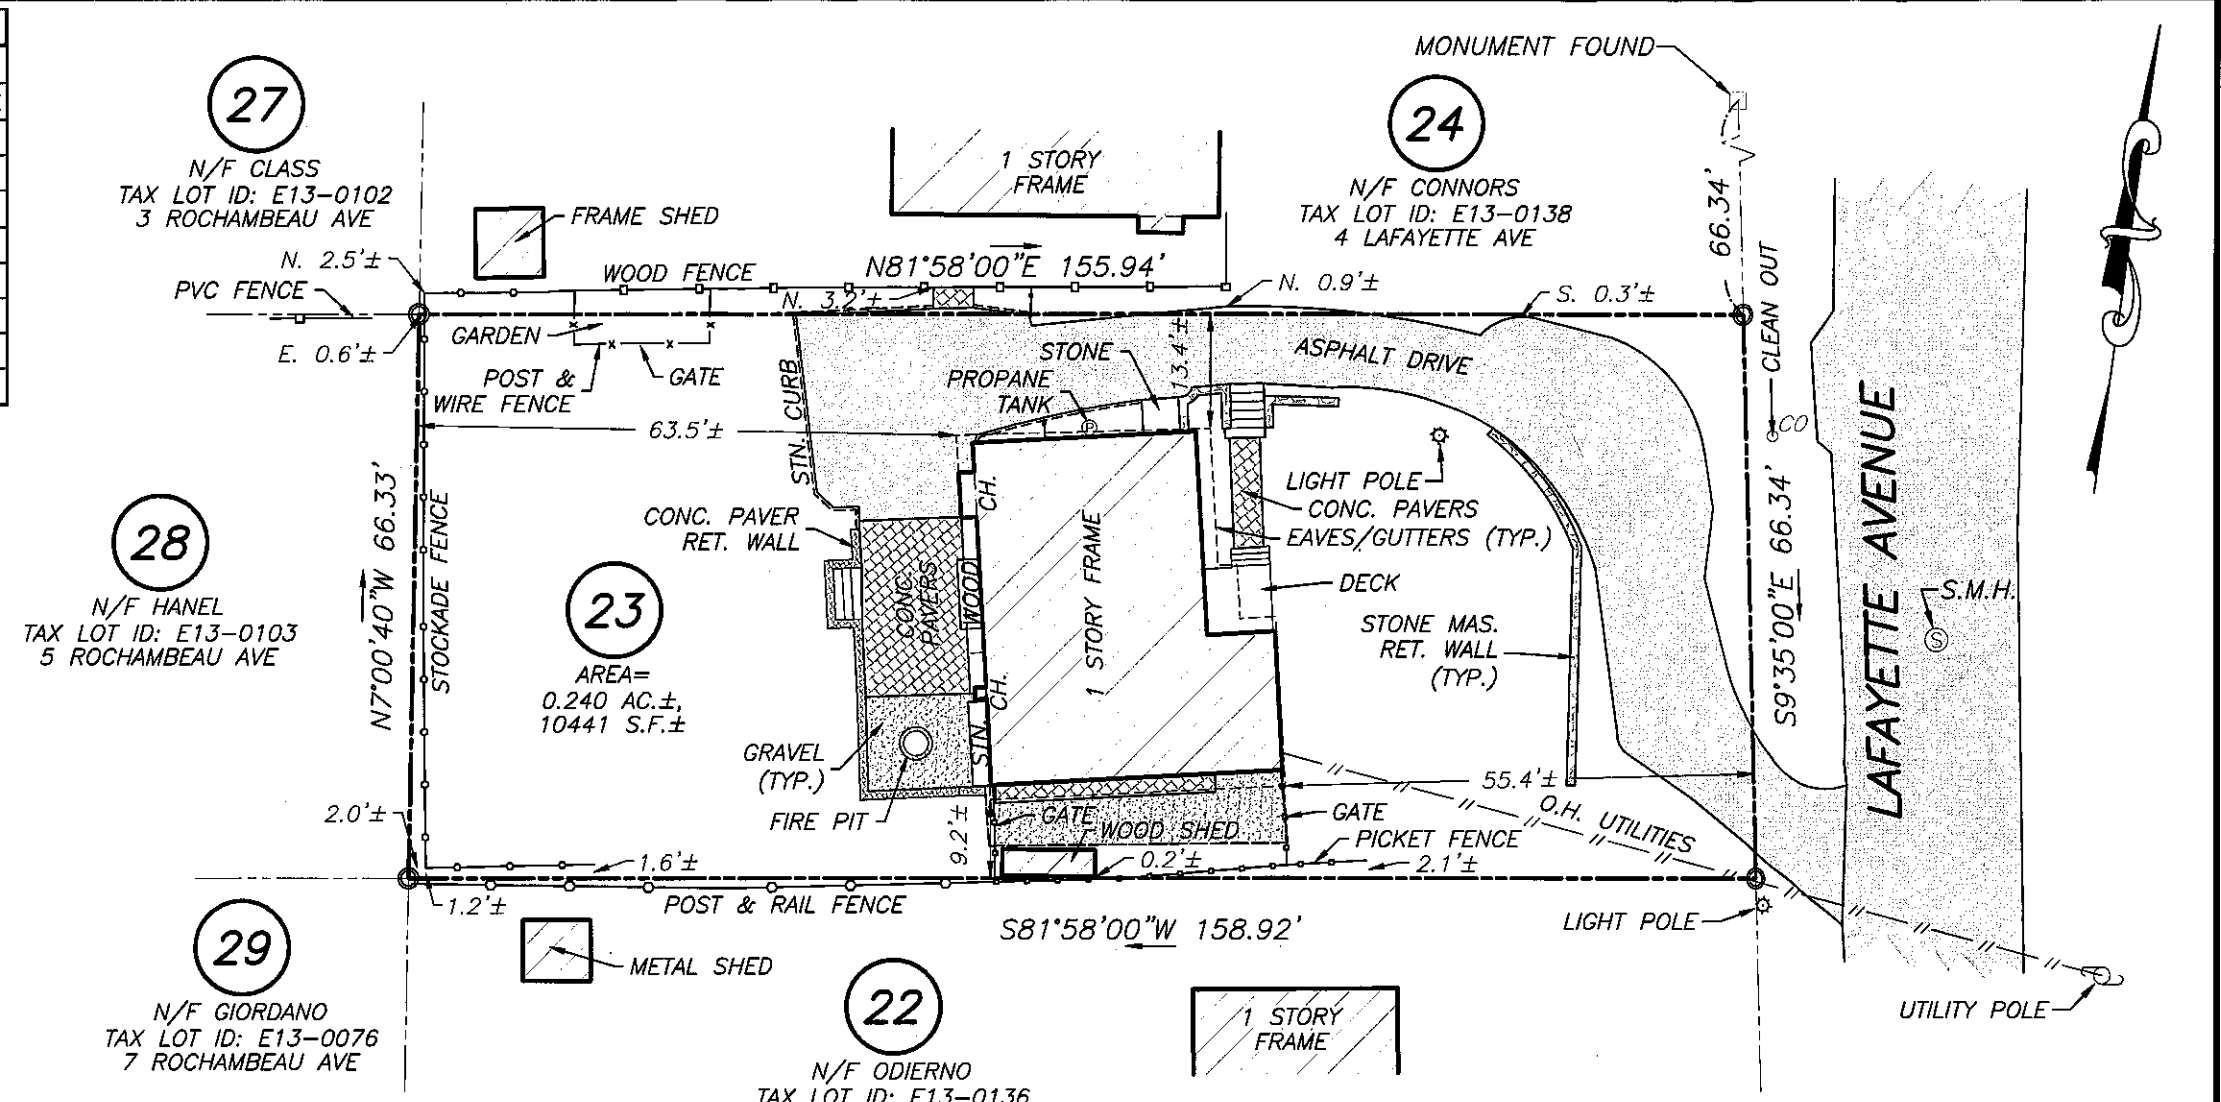 MONUMENT FOUND
27
N/F CLASS
TAX LOT ID: E13-0102
3 ROCHAMBEAU AVE
24
N/F CONNORS
TAX LOT ID: E13-0138
4 LAFAYETTE AVE
1 STORY
FRAME
FRAME SHED
66.34'
N. 2.5'±
PVC FENCE
WOOD FENCE
N81°58'00"E 155.94'
N. 3.2'±
N. 0.9'±
S. 0.3'±
CLEAN OUT
CO
E. 0.6'±
GARDEN
POST &
WIRE FENCE
GATE
STN. CURB
STONE
PROPANE
TANK
P
13.4'±
ASPHALT DRIVE
63.5'±
N7°00'40"W 66.33'
STOCKADE FENCE
28
N/F HANEL
TAX LOT ID: E13-0103
5 ROCHAMBEAU AVE
CONC. PAVER
RET. WALL
CONC.
PAVERS
WOOD
CH.
1 STORY FRAME
LIGHT POLE
CONC. PAVERS
EAVES/GUTTERS (TYP.)
DECK
STONE MAS.
RET. WALL
(TYP.)
S9°35'00"E 66.34'
LAFAYETTE AVENUE
S.M.H.
S
23
AREA=
0.240 AC.±,
10441 S.F.±
GRAVEL
(TYP.)
FIRE PIT
STN.
CH.
9.2'±
GATE
WOOD SHED
0.2'±
55.4'±
GATE
PICKET FENCE
O.H. UTILITIES
2.1'±
2.0'±
1.6'±
1.2'±
POST & RAIL FENCE
S81°58'00"W 158.92'
LIGHT POLE
UTILITY POLE
29
N/F GIORDANO
TAX LOT ID: E13-0076
7 ROCHAMBEAU AVE
METAL SHED
22
N/F ODIERNO
TAX LOT ID: E13-0136
1 STORY
FRAME